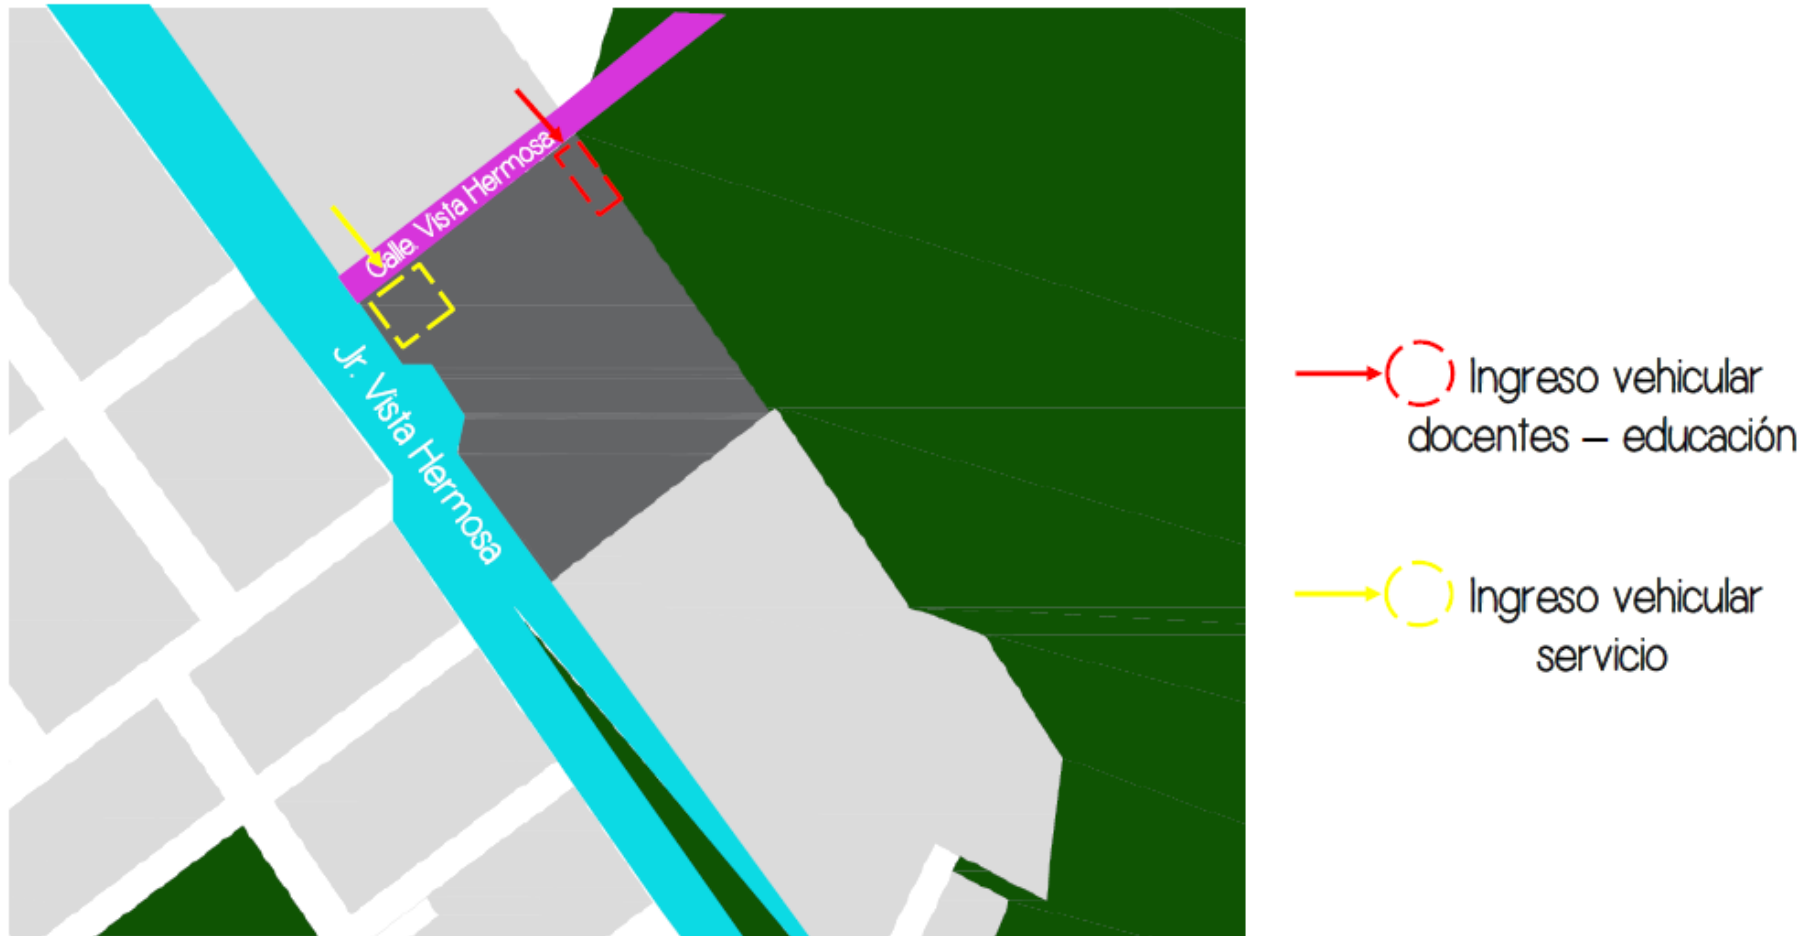 Calle. Vista Hermosa
Jr. Vista Hermosa
Ingreso vehicular
docentes – educación
Ingreso vehicular
servicio